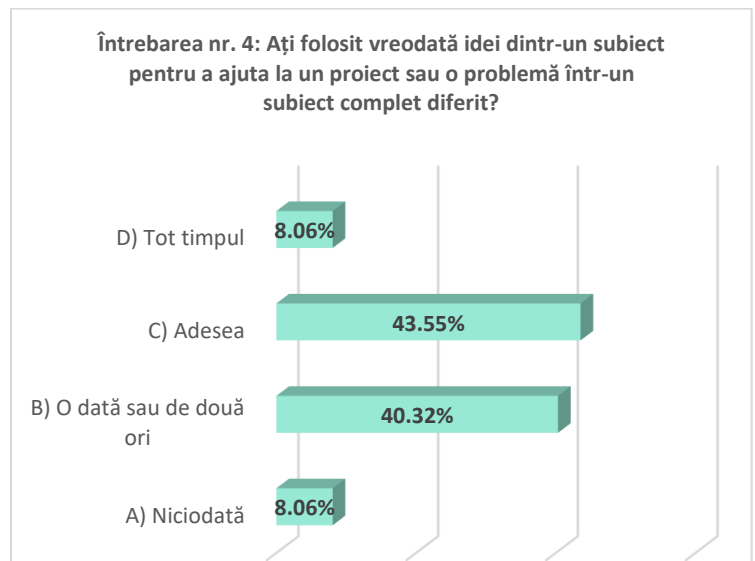 Întrebarea nr. 4: Ați folosit vreodată idei dintr-un subiect
pentru a ajuta la un proiect sau o problemă într-un
subiect complet diferit?
D) Tot timpul
8.06%
C) Adesea
43.55%
B) O dată sau de două
ori
40.32%
A) Niciodată
8.06%